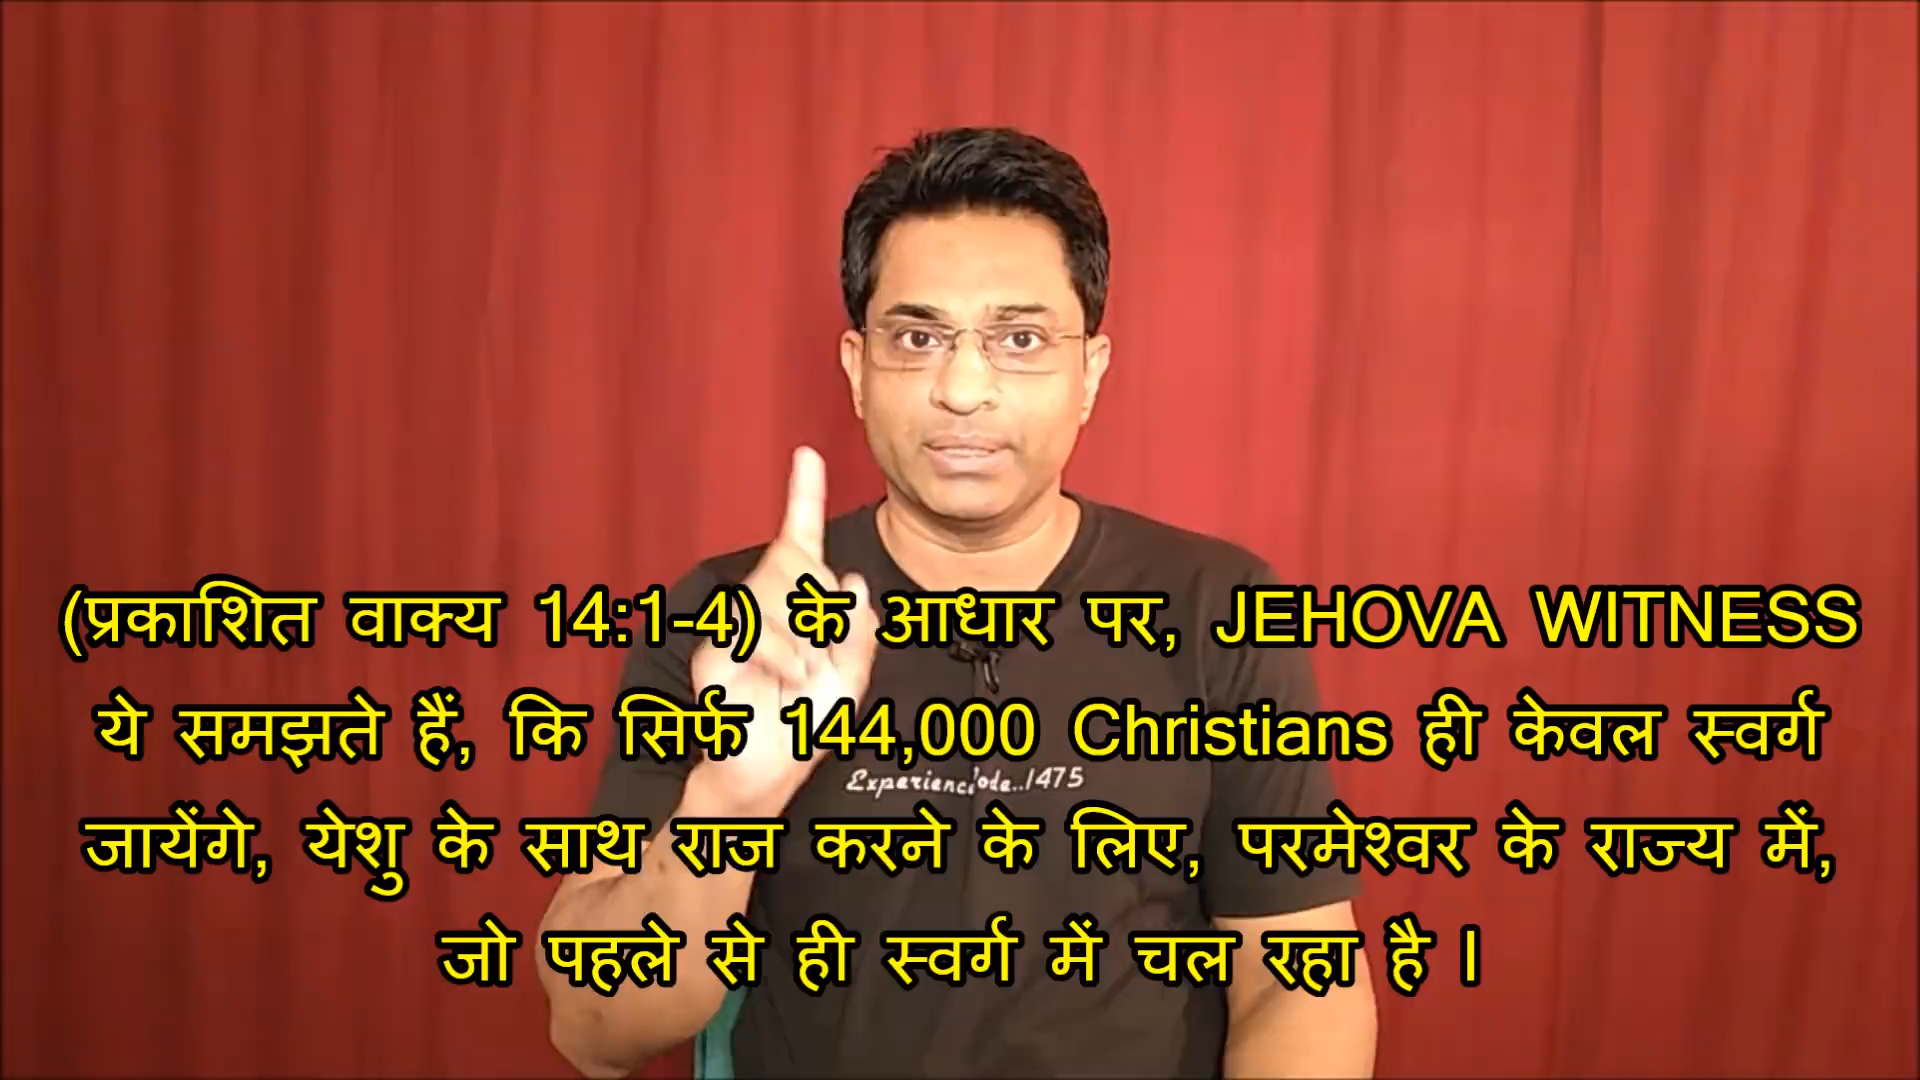 (प्रकाशित वाक्य 14:1-4) के आधार पर, JEHOVA WITNESS
ये समझते हैं, कि सिर्फ 144,000 Christians ही केवल स्वर्ग
जायेंगे, येशु के साथ राज करने के लिए, परमेश्वर के राज्य में,
जो पहले से ही स्वर्ग में चल रहा है ।
1475